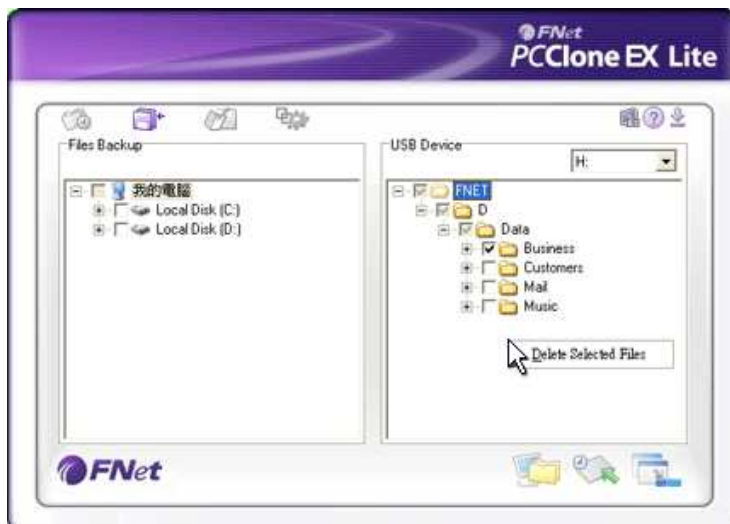 FNet
PCClone EX Lite
Files Backup
USB Device
H:
我的電腦
Local Disk (C:)
Local Disk (D:)
FNET
D
Data
Business
Customers
Mail
Music
Delete Selected Files
FNet